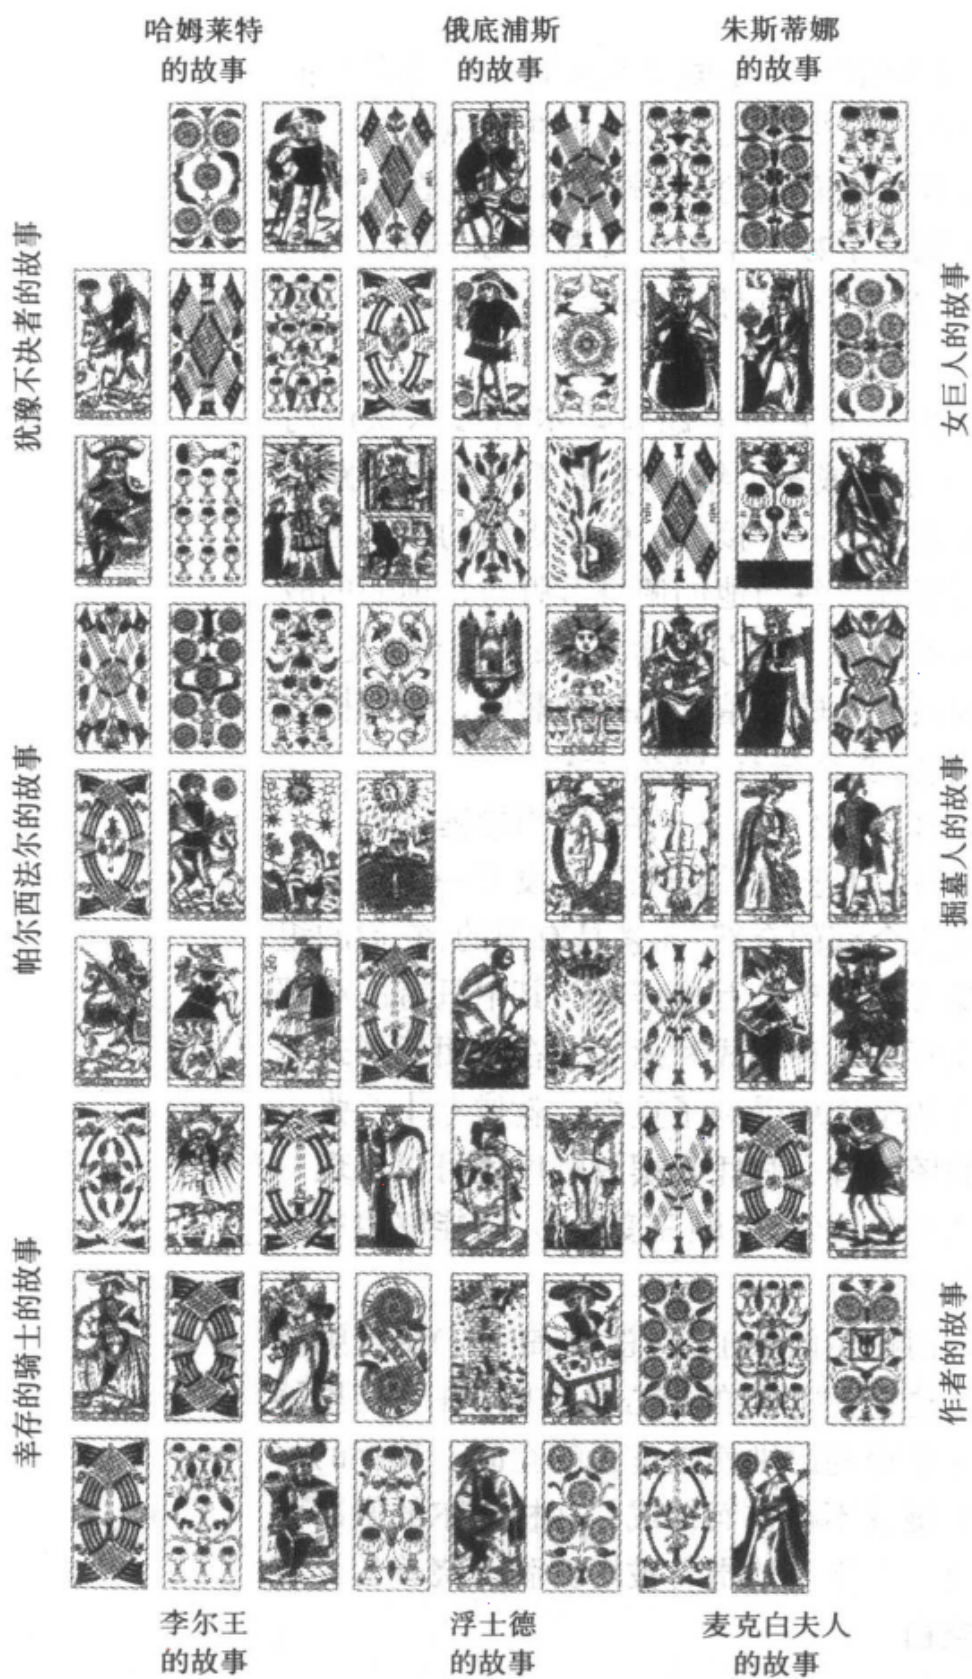 哈姆莱特
的故事
俄底浦斯
的故事
朱斯蒂娜
的故事
犹豫不决者的故事
女巨人的故事
帕尔西法尔的故事
掘墓人的故事
幸存的骑士的故事
作者的故事
李尔王
的故事
浮士德
的故事
麦克白夫人
的故事